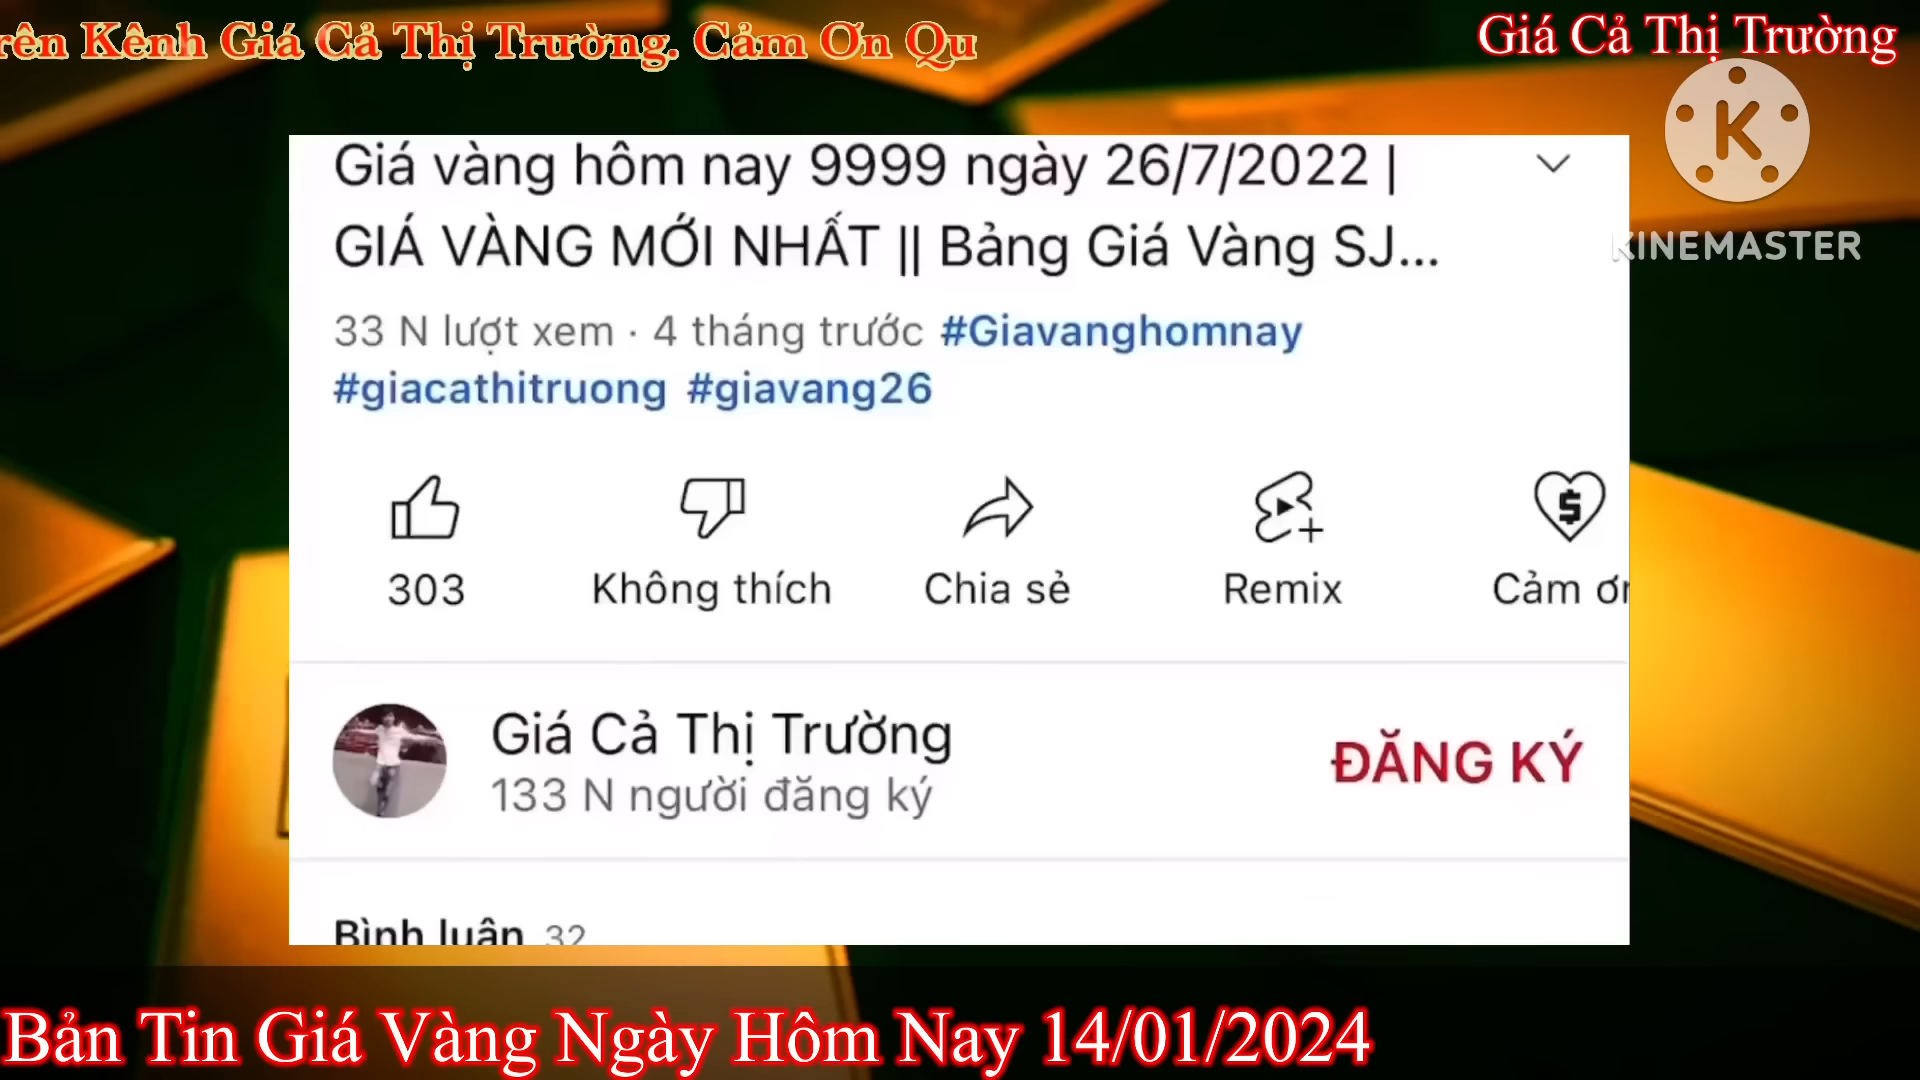 rên Kênh Giá Cả Thị Trường. Cảm Ơn Qu
Giá Cả Thị Trường
K
KINEMASTER
Giá vàng hôm nay 9999 ngày 26/7/2022 |
GIÁ VÀNG MỚI NHẤT || Bảng Giá Vàng SJ...
33 N lượt xem · 4 tháng trước #Giavanghomnay
#giacathitruong #giavang26
303
Không thích
Chia sẻ
Remix
Cảm ơn
Giá Cả Thị Trường
133 N người đăng ký
ĐĂNG KÝ
Bình luận 32
Bản Tin Giá Vàng Ngày Hôm Nay 14/01/2024